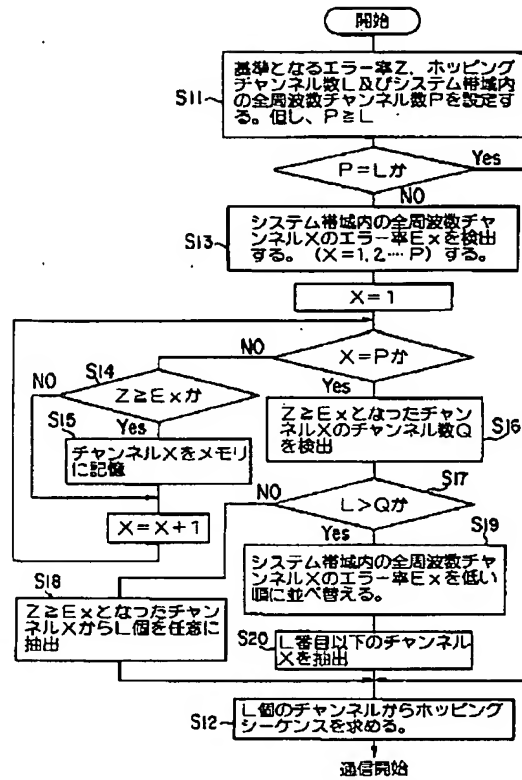 開始
S11
基準となるエラー率Z、ホッピング
チャンネル数L及びシステム帯域内
の全周波数チャンネル数Pを設定す
る。但し、P≧L
P=Lか
Yes
NO
S13
システム帯域内の全周波数チャ
ンネルXのエラー率Exを検出
する。(X=1,2…P)する。
X=1
X=Pか
NO
Yes
S14
Z≧Exか
NO
Yes
S15
チャンネルXをメモリ
に記憶
X=X+1
Z≧Exとなったチャン
ネルXのチャンネル数Q
を検出
S16
S17
L>Qか
NO
Yes
S19
システム帯域内の全周波数チャ
ンネルXのエラー率Exを低い
順に並べ替える。
S18
Z≧Exとなったチャン
ネルXからL個を任意に
抽出
S20
L番目以下のチャンネル
Xを抽出
S12
L個のチャンネルからホッピング
シーケンスを求める。
通信開始